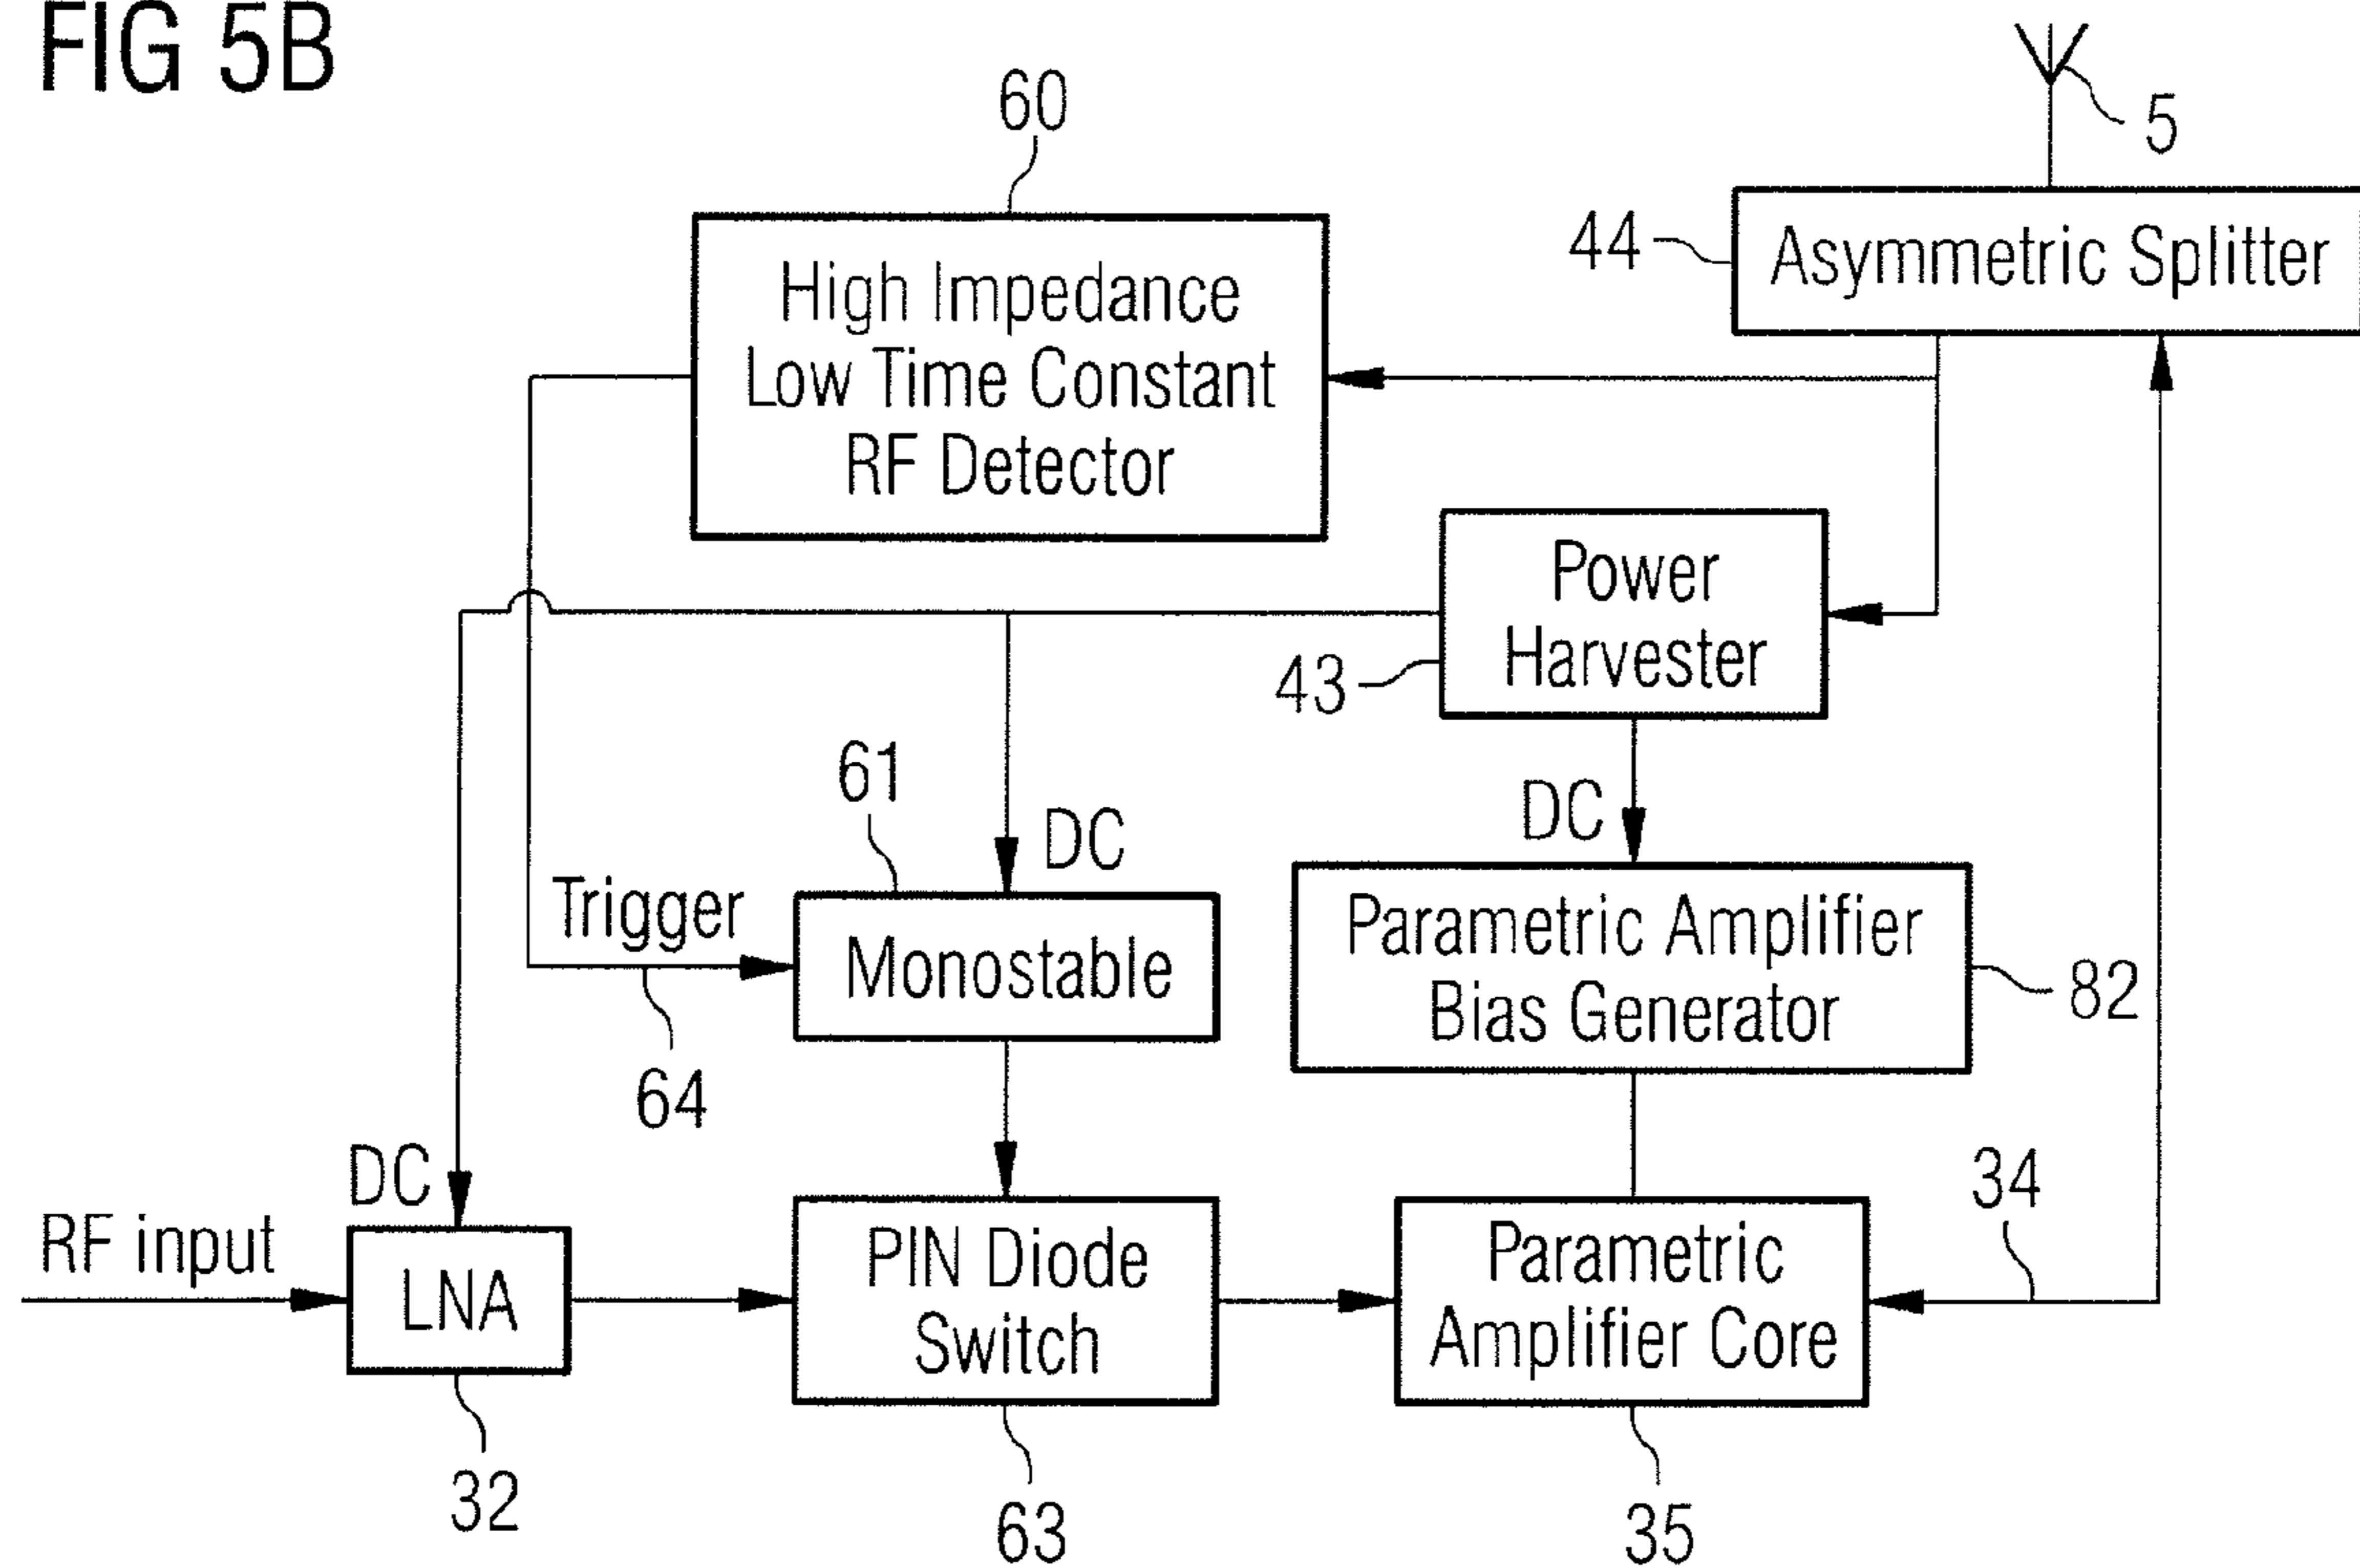 FIG 5B
60
5
44
Asymmetric Splitter
High Impedance
Low Time Constant
RF Detector
Power
Harvester
43
61
DC
DC
Trigger
Monostable
Parametric Amplifier
Bias Generator
82
64
DC
34
RF input
LNA
PIN Diode
Switch
Parametric
Amplifier Core
32
63
35